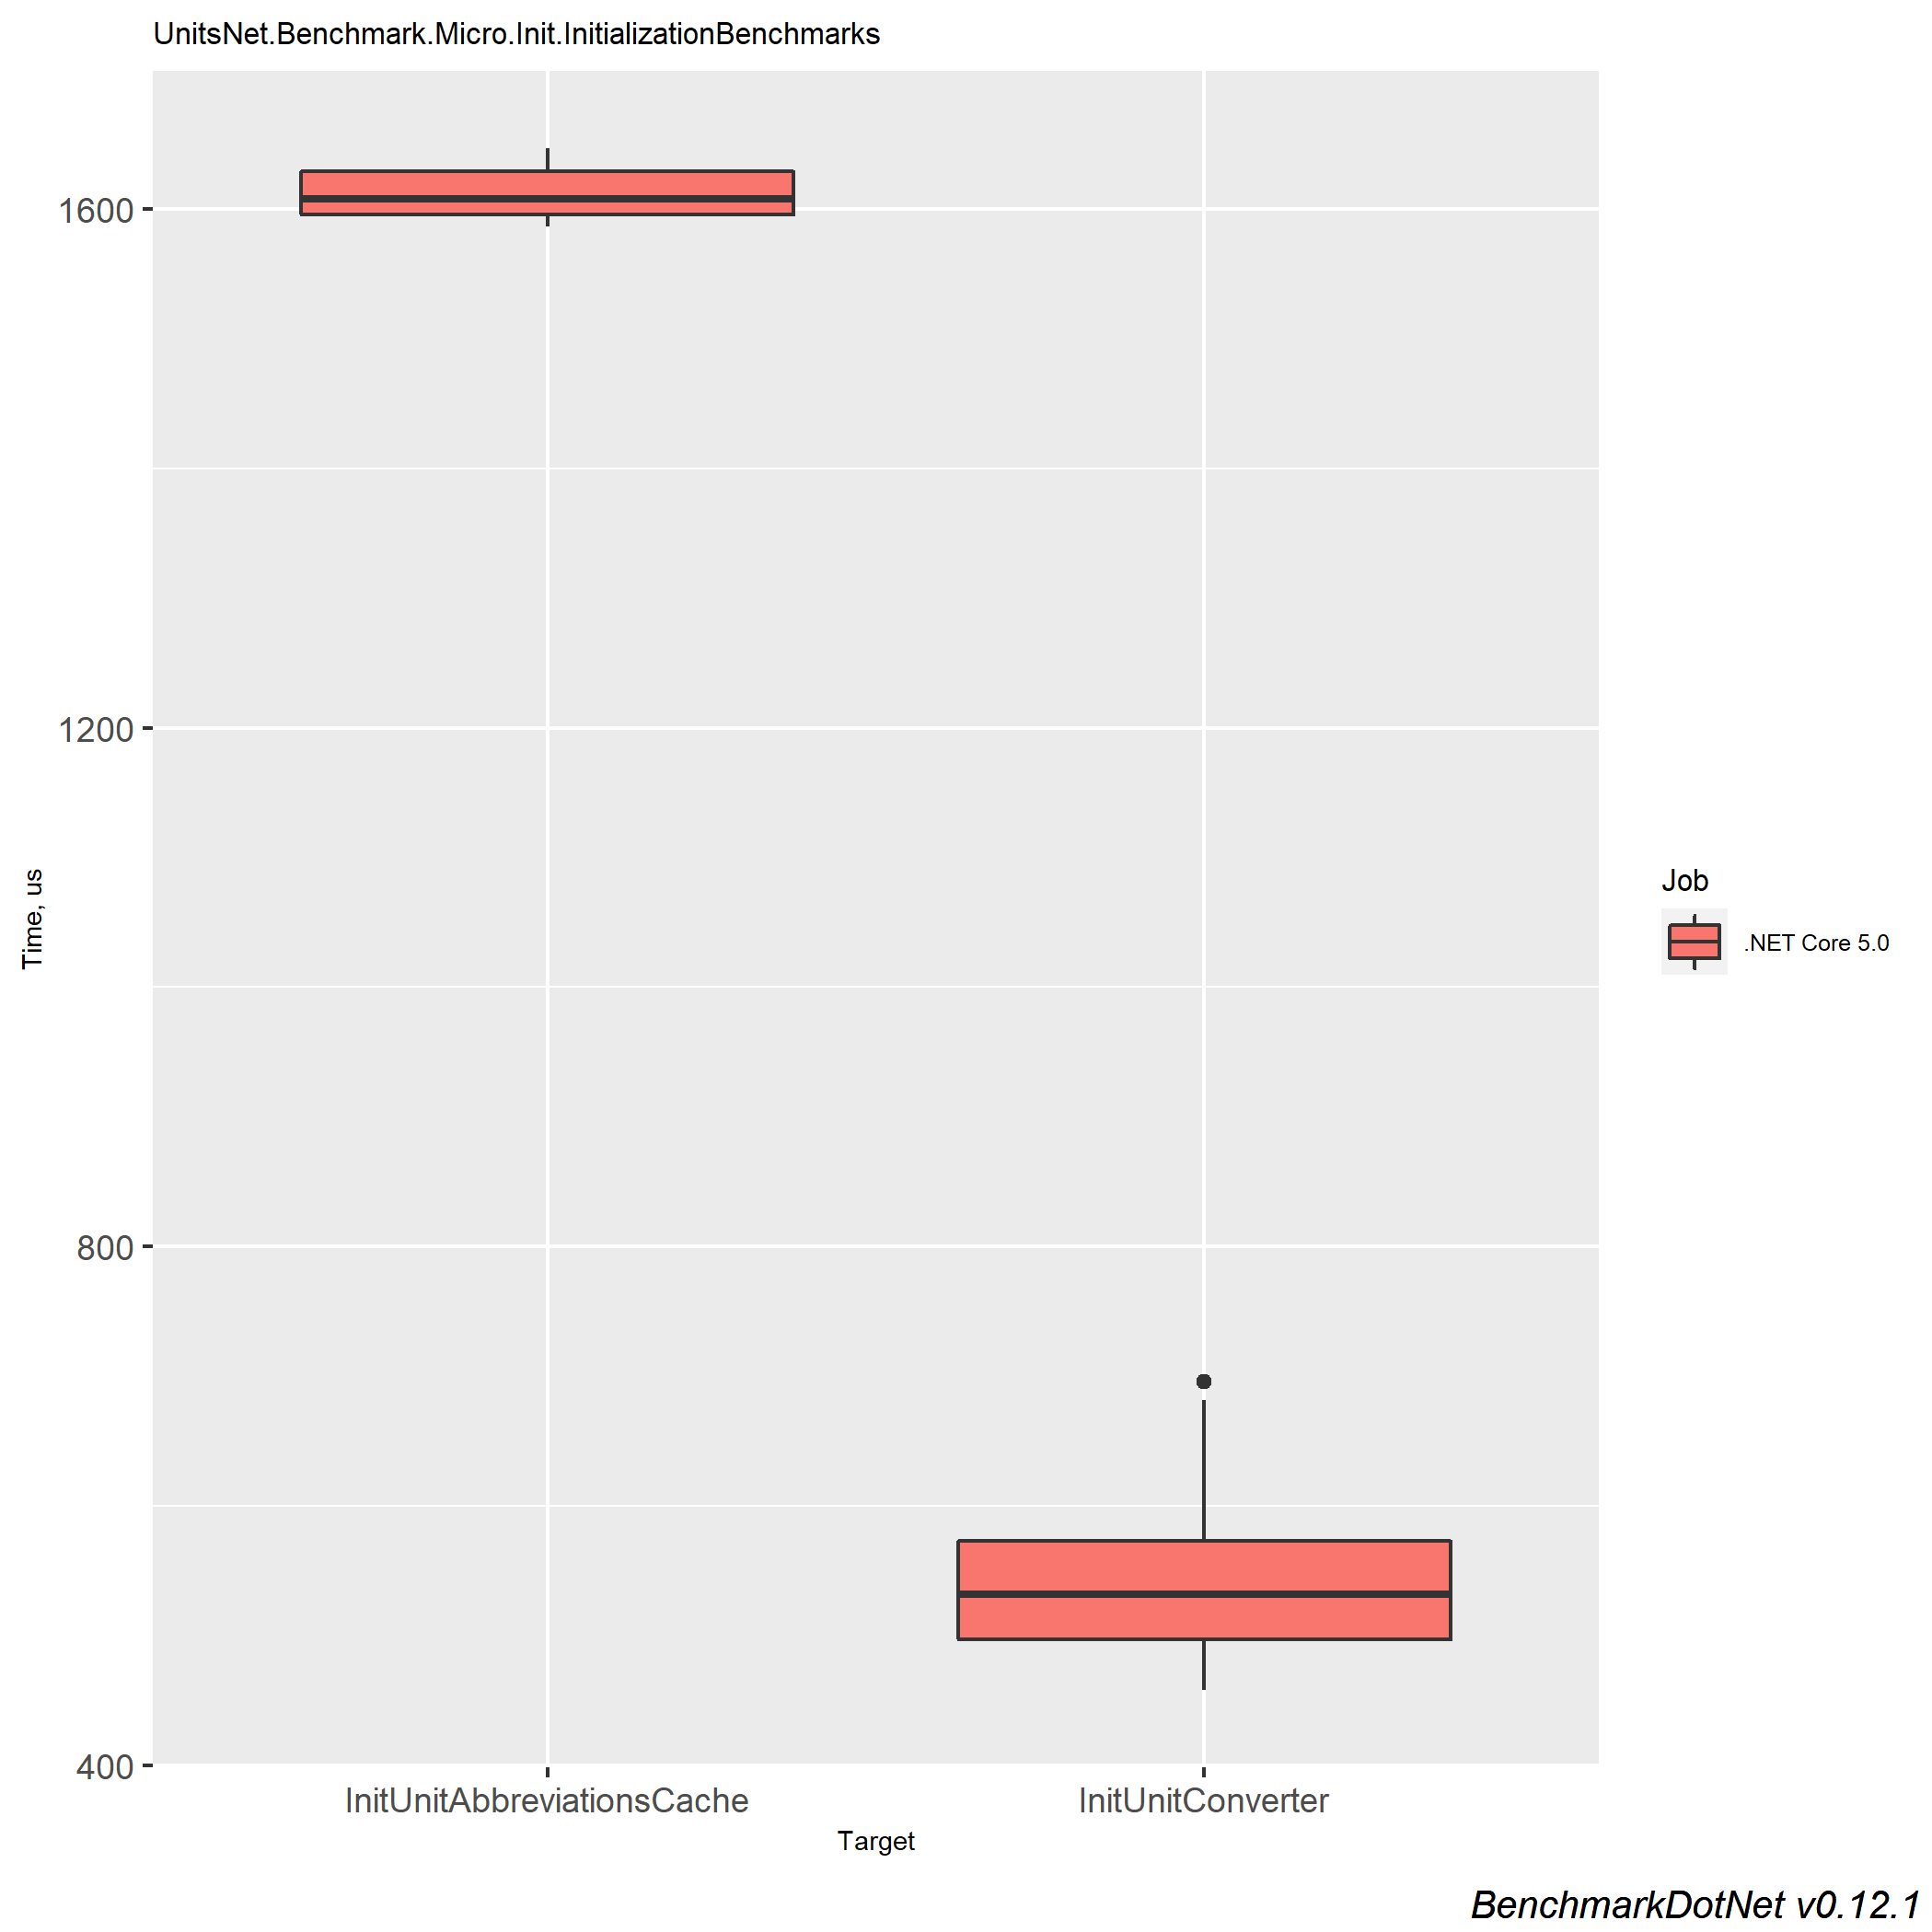 UnitsNet.Benchmark.Micro.Init.InitializationBenchmarks
1600
1200
800
400
Time, us
InitUnitAbbreviationsCache
InitUnitConverter
Target
Job
.NET Core 5.0
BenchmarkDotNet v0.12.1